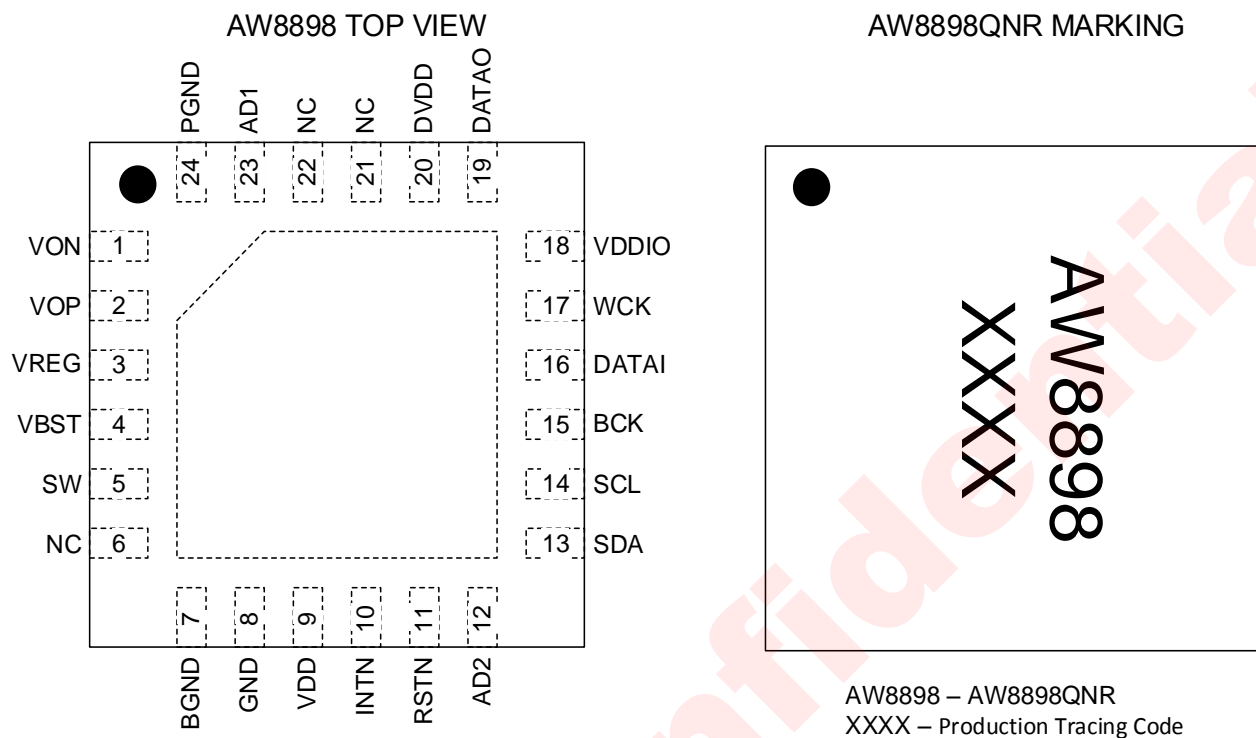 AW8898 TOP VIEW
AW8898QNR MARKING
PGND
AD1
NC
NC
DVDD
DATAO
24
23
22
21
20
19
VON 1
VOP 2
VREG 3
VBST 4
SW 5
NC 6
18 VDDIO
17 WCK
16 DATAI
15 BCK
14 SCL
13 SDA
7
8
9
10
11
12
BGND
GND
VDD
INTN
RSTN
AD2
AW8898
XXXX
AW8898 – AW8898QNR
XXXX – Production Tracing Code
nfidentia